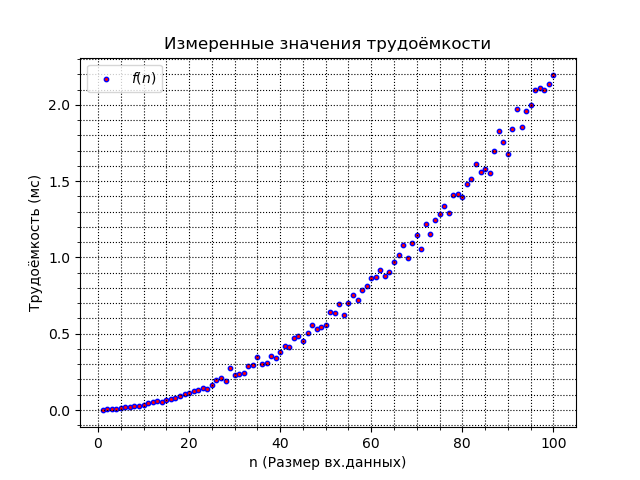 Измеренные значения трудоёмкости
f(n)
Трудоёмкость (мс)
2.0
1.5
1.0
0.5
0.0
0 20 40 60 80 100
n (Размер вх.данных)